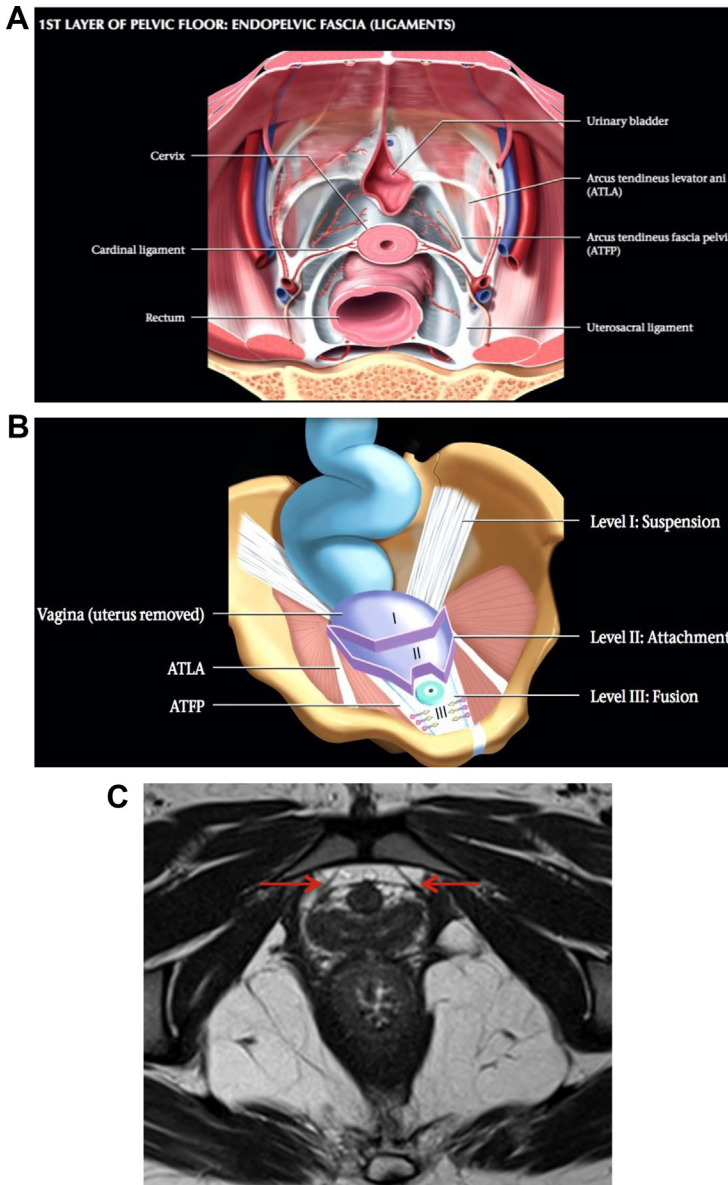 A
1ST LAYER OF PELVIC FLOOR: ENDOPELVIC FASCIA (LIGAMENTS)
Urinary bladder
Cervix
Arcus tendineus levator ani
(ATLA)
Cardinal ligament
Arcus tendineus fascia pelvi
(ATFP)
Rectum
Uterosacral ligament
B
Level I: Suspension
Vagina (uterus removed)
I
II
Level II: Attachment
ATLA
ATFP
III
Level III: Fusion
C